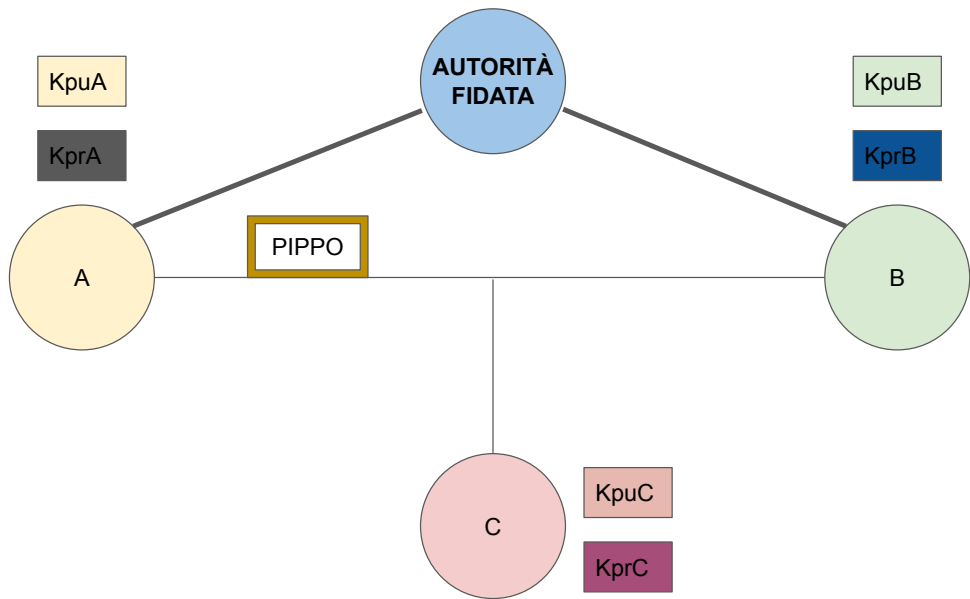 AUTORITÀ
FIDATA
KpuA
KpuB
KprA
KprB
PIPPO
A
B
KpuC
C
KprC